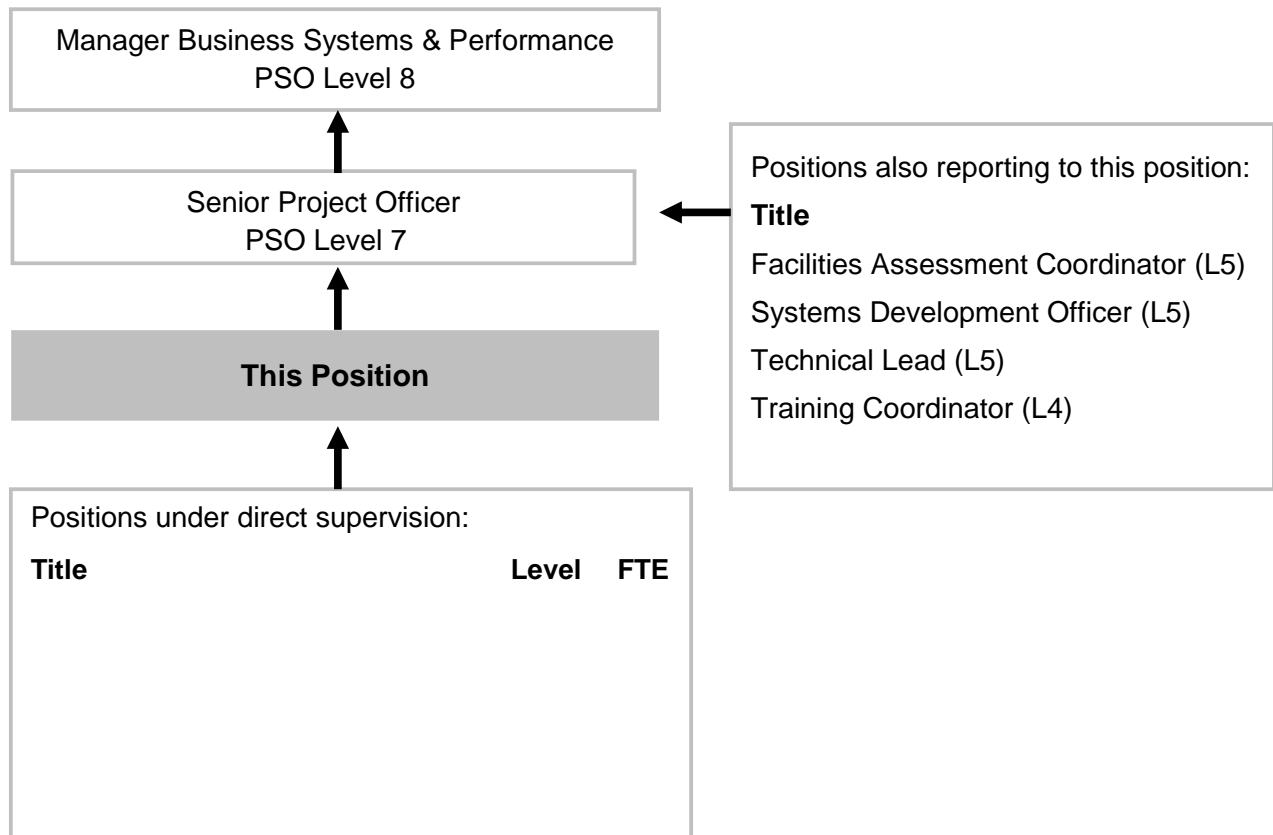 Manager Business Systems & Performance
PSO Level 8
Senior Project Officer
PSO Level 7
This Position
Positions under direct supervision:
Title Level FTE
Positions also reporting to this position:
Title
Facilities Assessment Coordinator (L5)
Systems Development Officer (L5)
Technical Lead (L5)
Training Coordinator (L4)